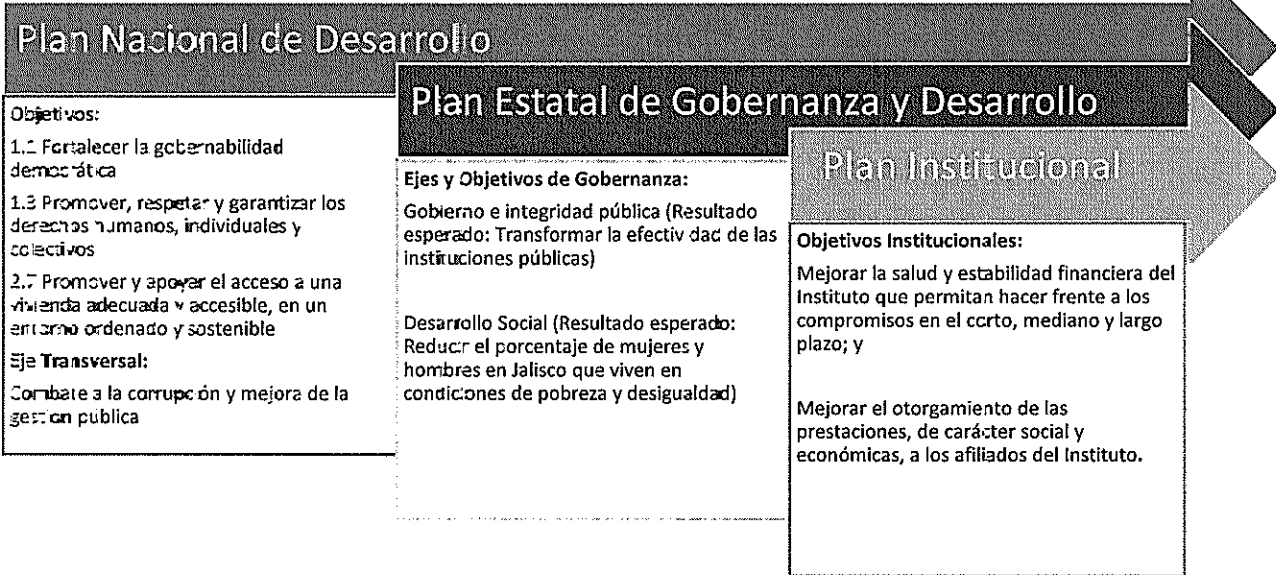 Plan Nacional de Desarrollo
Objetivos:
1.1 Fortalecer la gobernabilidad
democrática
1.3 Promover, respetar y garantizar los
derechos humanos, individuales y
colectivos
2.7 Promover y apoyar el acceso a una
vivienda adecuada y accesible, en un
entorno ordenado y sostenible
Eje Transversal:
Combate a la corrupción y mejora de la
gestion publica
Plan Estatal de Gobernanza y Desarrollo
Ejes y Objetivos de Gobernanza:
Gobierno e integridad pública (Resultado
esperado: Transformar la efectividad de las
instituciones públicas)
Desarrollo Social (Resultado esperado:
Reducir el porcentaje de mujeres y
hombres en Jalisco que viven en
condiciones de pobreza y desigualdad)
Plan Institucional
Objetivos Institucionales:
Mejorar la salud y estabilidad financiera del
Instituto que permitan hacer frente a los
compromisos en el corto, mediano y largo
plazo; y
Mejorar el otorgamiento de las
prestaciones, de carácter social y
económicas, a los afiliados del Instituto.